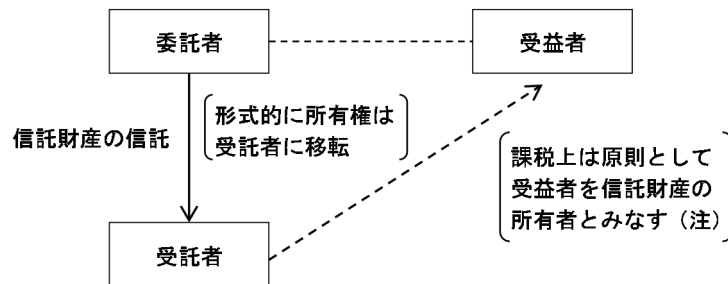 委託者
受益者
信託財産の信託
形式的に所有権は
受託者に移転
課税上は原則として
受益者を信託財産の
所有者とみなす（注）
受託者